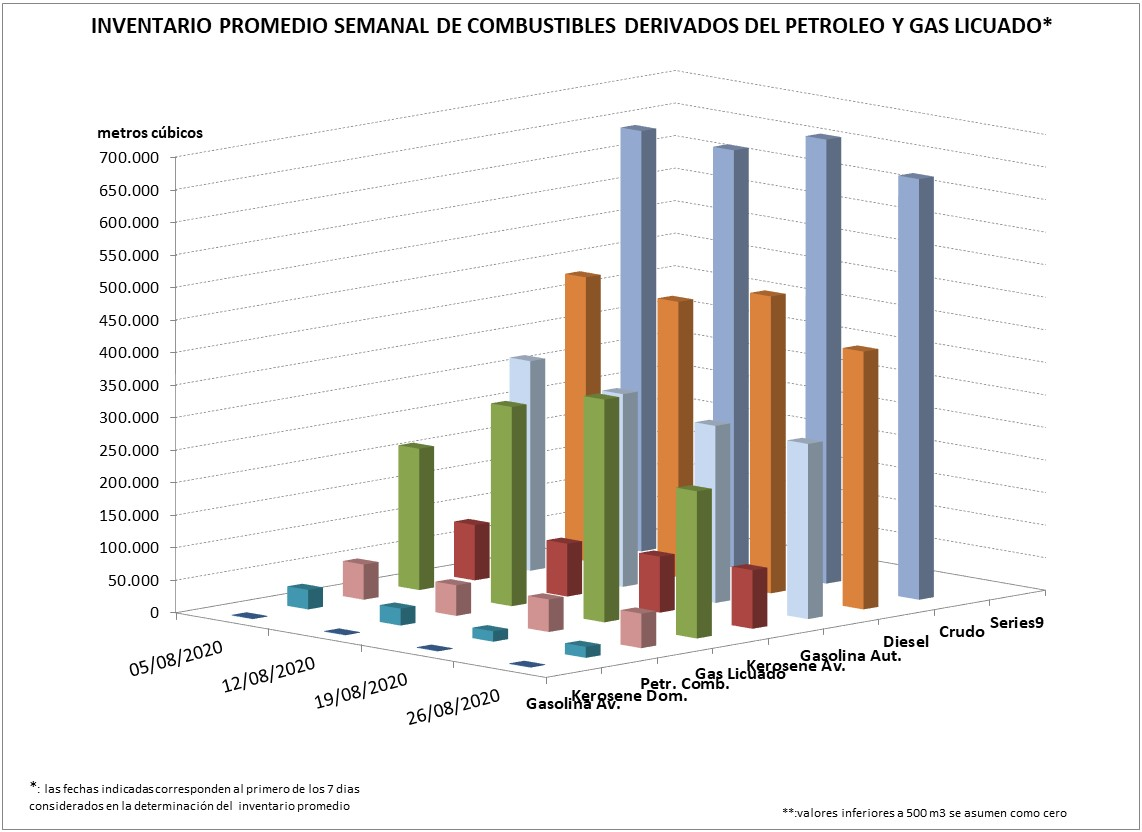 INVENTARIO PROMEDIO SEMANAL DE COMBUSTIBLES DERIVADOS DEL PETROLEO Y GAS LICUADO*
metros cúbicos
700.000
650.000
600.000
550.000
500.000
450.000
400.000
350.000
300.000
250.000
200.000
150.000
100.000
50.000
0
05/08/2020
12/08/2020
19/08/2020
26/08/2020
Gasolina Av.
Kerosene Dom.
Petr. Comb.
Gas Licuado
Kerosene Av.
Gasolina Aut.
Diesel
Crudo
Series9
*: las fechas indicadas corresponden al primero de los 7 dias
considerados en la determinación del inventario promedio
**:valores inferiores a 500 m3 se asumen como cero